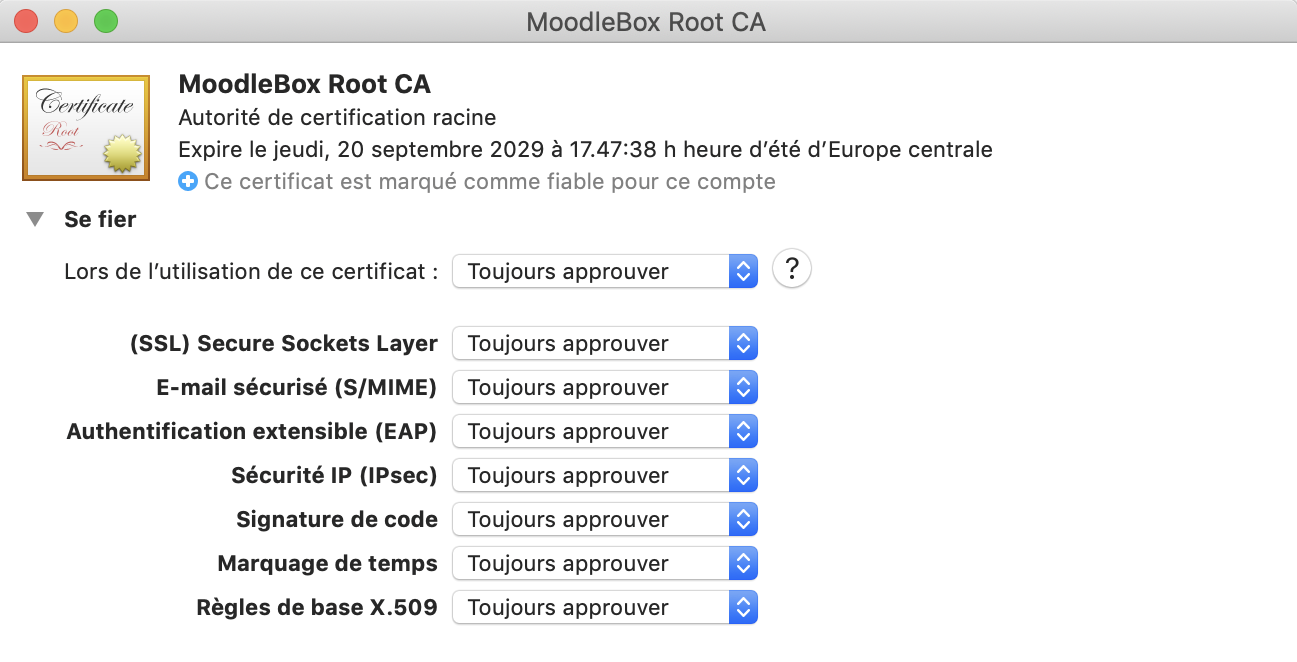 MoodleBox Root CA
Certificate
Root
MoodleBox Root CA
Autorité de certification racine
Expire le jeudi, 20 septembre 2029 à 17.47:38 h heure d’été d’Europe centrale
Ce certificat est marqué comme fiable pour ce compte
Se fier
Lors de l’utilisation de ce certificat : Toujours approuver ?
(SSL) Secure Sockets Layer Toujours approuver
E-mail sécurisé (S/MIME) Toujours approuver
Authentification extensible (EAP) Toujours approuver
Sécurité IP (IPsec) Toujours approuver
Signature de code Toujours approuver
Marquage de temps Toujours approuver
Règles de base X.509 Toujours approuver